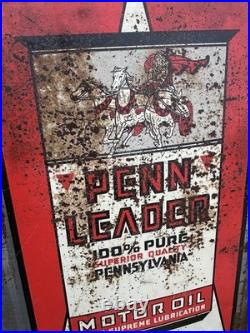 PENN
LEADER
100% PURE
SUPERIOR QUALITY
PENNSYLVANIA
MOTOR OIL
SUPREME LUBRICATION